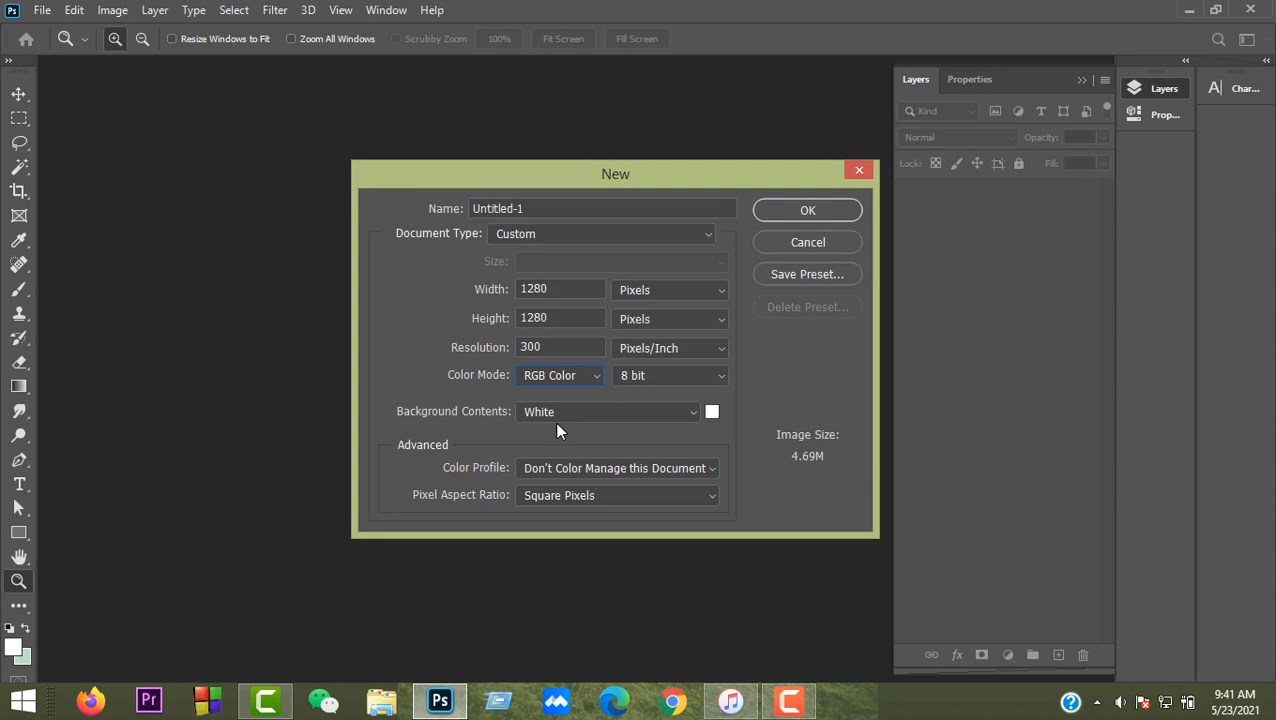 Ps File Edit Image Layer Type Select Filter 3D View Window Help
Resize Windows to Fit Zoom All Windows Scrubby Zoom 100% Fit Screen Fill Screen
Layers Properties
Layers
A Char...
Kind T
Prop...
Normal Opacity:
Lock: Fill:
New
Name: Untitled-1
OK
Document Type: Custom
Cancel
Size:
Save Preset...
Width: 1280 Pixels
Delete Preset...
Height: 1280 Pixels
Resolution: 300 Pixels/Inch
Color Mode: RGB Color 8 bit
Background Contents: White
Image Size:
4.69M
Advanced
Color Profile: Don't Color Manage this Document
Pixel Aspect Ratio: Square Pixels
T
fx
Pr C Ps C
9:41 AM
5/23/2021